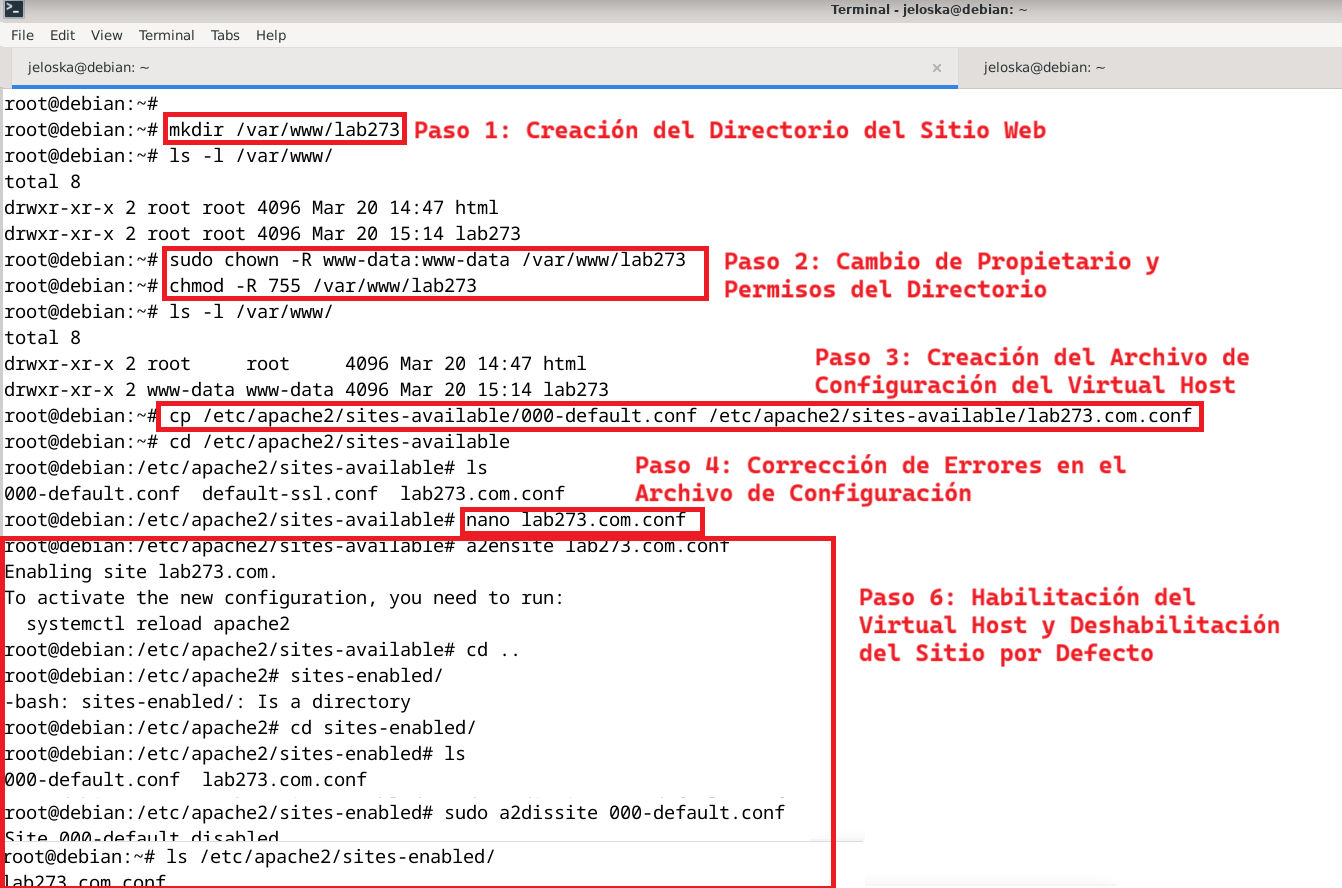 Terminal - jeloska@debian: ~
File Edit View Terminal Tabs Help
jeloska@debian: ~ × jeloska@debian: ~
root@debian:~#
root@debian:~# mkdir /var/www/lab273 Paso 1: Creación del Directorio del Sitio Web
root@debian:~# ls -l /var/www/
total 8
drwxr-xr-x 2 root root 4096 Mar 20 14:47 html
drwxr-xr-x 2 root root 4096 Mar 20 15:14 lab273
root@debian:~# sudo chown -R www-data:www-data /var/www/lab273
root@debian:~# chmod -R 755 /var/www/lab273
Paso 2: Cambio de Propietario y
Permisos del Directorio
root@debian:~# ls -l /var/www/
total 8
drwxr-xr-x 2 root     root     4096 Mar 20 14:47 html
drwxr-xr-x 2 www-data www-data 4096 Mar 20 15:14 lab273
Paso 3: Creación del Archivo de
Configuración del Virtual Host
root@debian:~# cp /etc/apache2/sites-available/000-default.conf /etc/apache2/sites-available/lab273.com.conf
root@debian:~# cd /etc/apache2/sites-available
root@debian:/etc/apache2/sites-available# ls
000-default.conf  default-ssl.conf  lab273.com.conf
Paso 4: Corrección de Errores en el
Archivo de Configuración
root@debian:/etc/apache2/sites-available# nano lab273.com.conf
root@debian:/etc/apache2/sites-available# a2ensite lab273.com.conf
Enabling site lab273.com.
To activate the new configuration, you need to run:
  systemctl reload apache2
root@debian:/etc/apache2/sites-available# cd ..
root@debian:/etc/apache2# sites-enabled/
-bash: sites-enabled/: Is a directory
root@debian:/etc/apache2# cd sites-enabled/
root@debian:/etc/apache2/sites-enabled# ls
000-default.conf  lab273.com.conf
Paso 6: Habilitación del
Virtual Host y Deshabilitación
del Sitio por Defecto
root@debian:/etc/apache2/sites-enabled# sudo a2dissite 000-default.conf
Site 000-default disabled
root@debian:~# ls /etc/apache2/sites-enabled/
lab273.com.conf